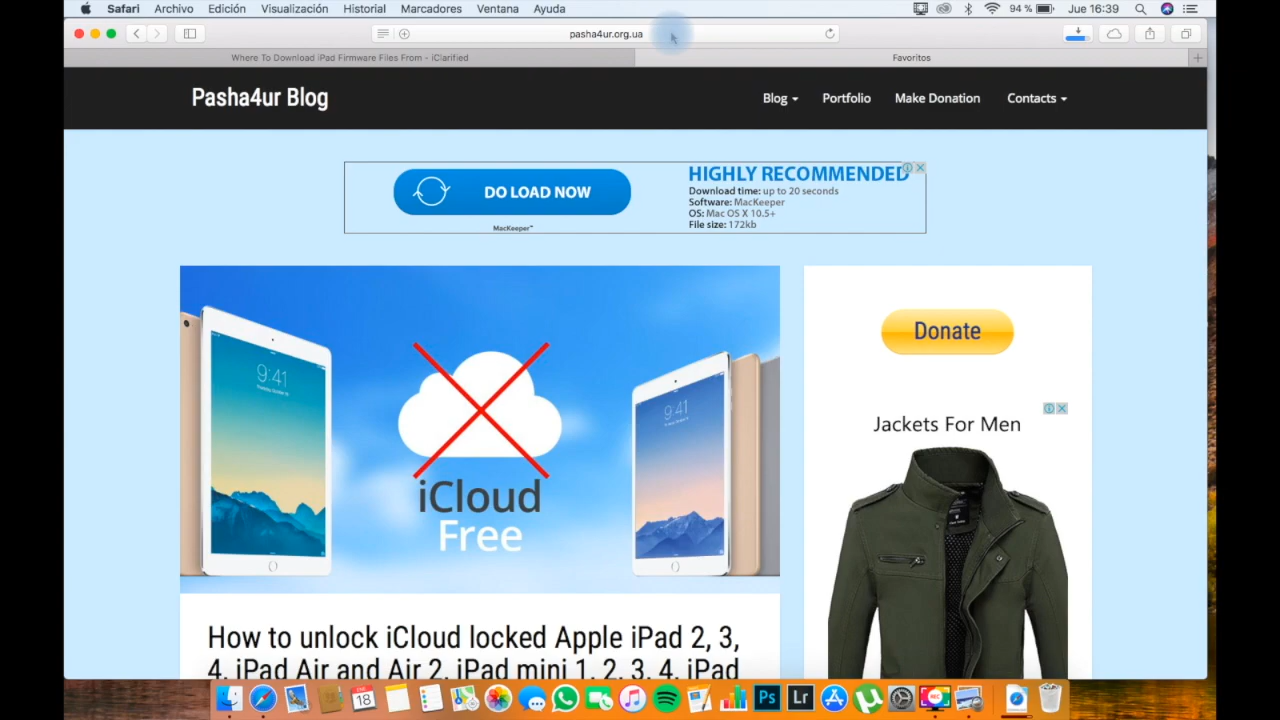 Safari Archivo Edición Visualización Historial Marcadores Ventana Ayuda 94 % Jue 16:39
pasha4ur.org.ua
Where To Download iPad Firmware Files From - iClarified
Favoritos
Pasha4ur Blog
Blog Portfolio Make Donation Contacts
DO LOAD NOW
MacKeeper™
HIGHLY RECOMMENDED
Download time: up to 20 seconds
Software: MacKeeper
OS: Mac OS X 10.5+
File size: 172kb
9:41
iCloud
Free
9:41
How to unlock iCloud locked Apple iPad 2, 3,
4, iPad Air and Air 2, iPad mini 1, 2, 3, 4, iPad
Donate
Jackets For Men
18
Ps
Lr
REC